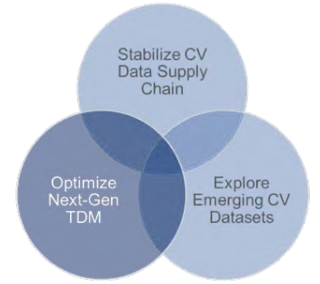 Stabilize CV
Data Supply
Chain
Optimize
Next-Gen
TDM
Explore
Emerging CV
Datasets